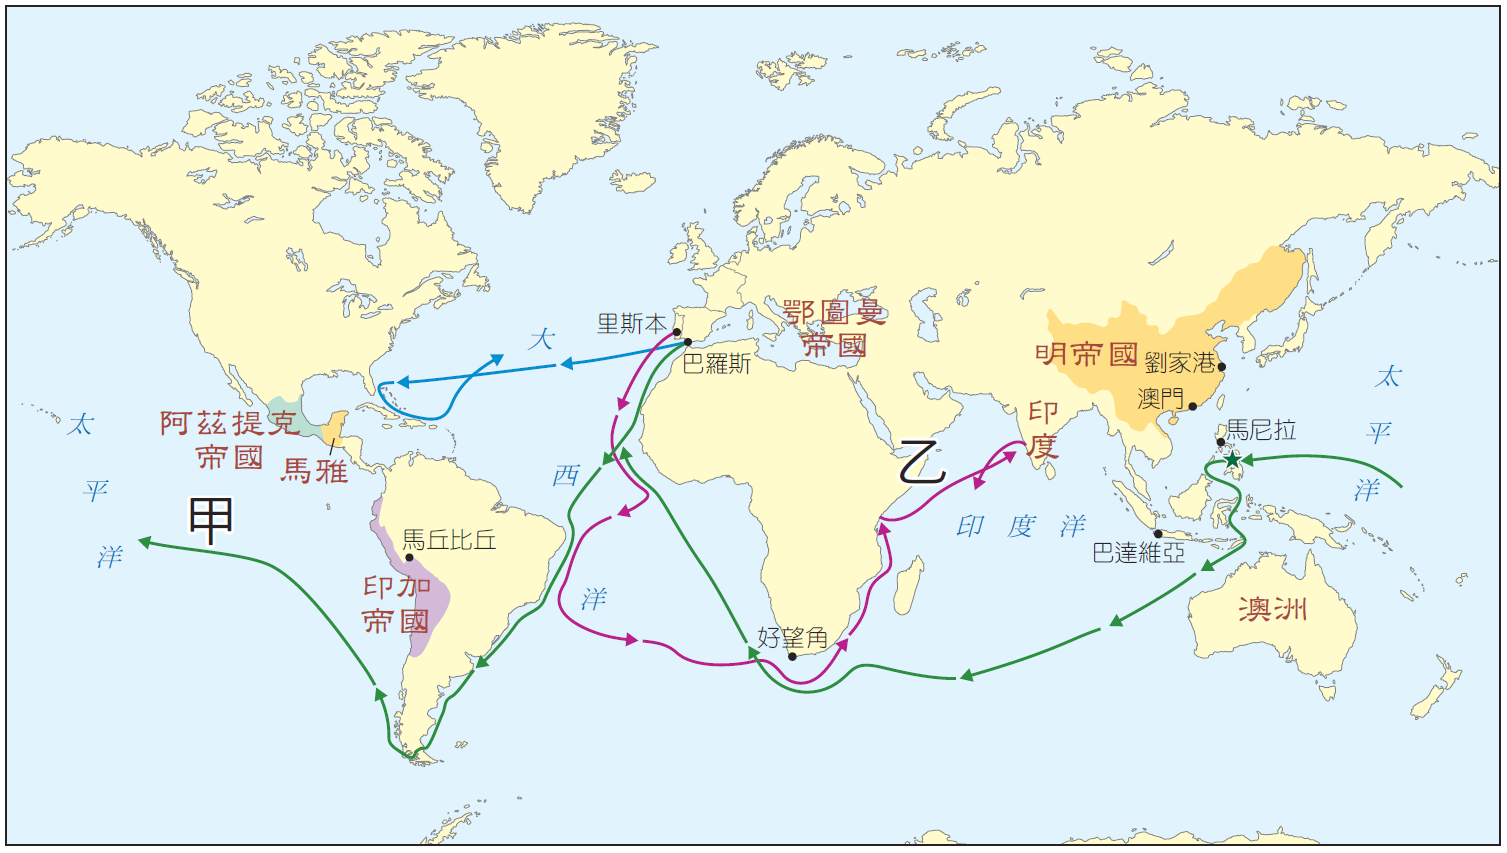 里斯本
大
巴羅斯
鄂圖曼
帝國
明帝國
劉家港
澳門
太
平
洋
馬尼拉
印
度
乙
阿茲提克
帝國
馬雅
太
平
洋
甲
西
洋
馬丘比丘
印加
帝國
印度洋
巴達維亞
澳洲
好望角